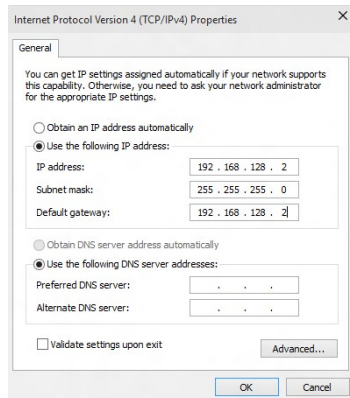 Internet Protocol Version 4 (TCP/IPv4) Properties
General
You can get IP settings assigned automatically if your network supports
this capability. Otherwise, you need to ask your network administrator
for the appropriate IP settings.
Obtain an IP address automatically
Use the following IP address:
IP address: 192 . 168 . 128 . 2
Subnet mask: 255 . 255 . 255 . 0
Default gateway: 192 . 168 . 128 . 2
Obtain DNS server address automatically
Use the following DNS server addresses:
Preferred DNS server: . . .
Alternate DNS server: . . .
Validate settings upon exit
Advanced...
OK Cancel